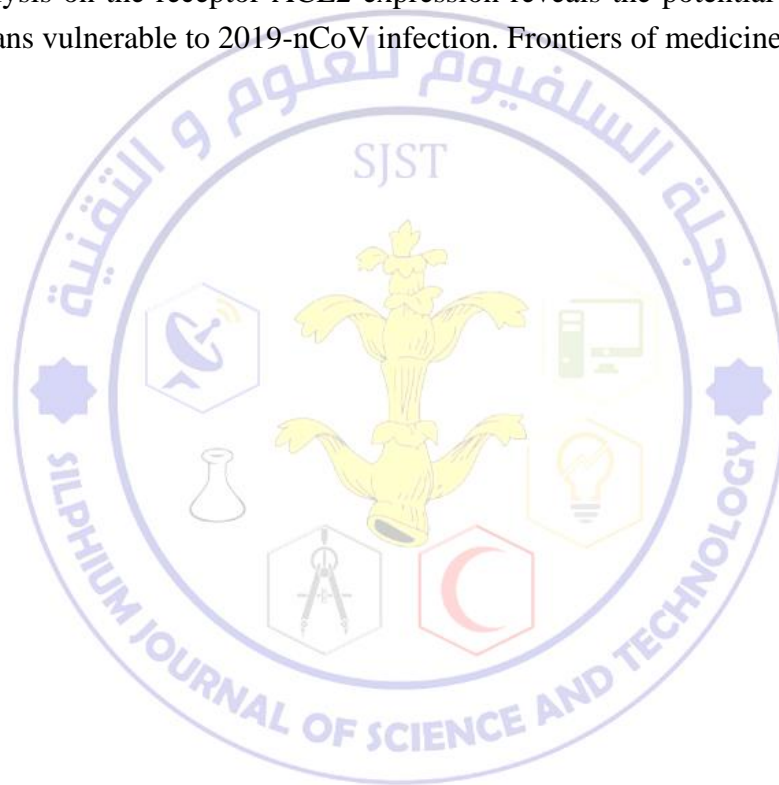 lysis on the receptor ACE2 expression reveals the potential
ans vulnerable to 2019-nCoV infection. Frontiers of medicine
مجلة السلفيوم للعلوم و التقنية
SJST
SILPHIUM JOURNAL OF SCIENCE AND TECHNOLOGY